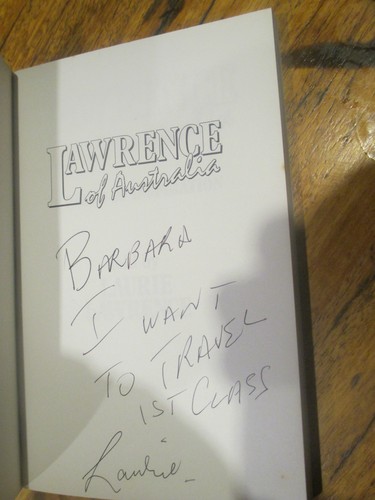 LAWRENCE
of Australia
BARBARA
I WANT
TO TRAVEL
1ST CLASS
Laurie